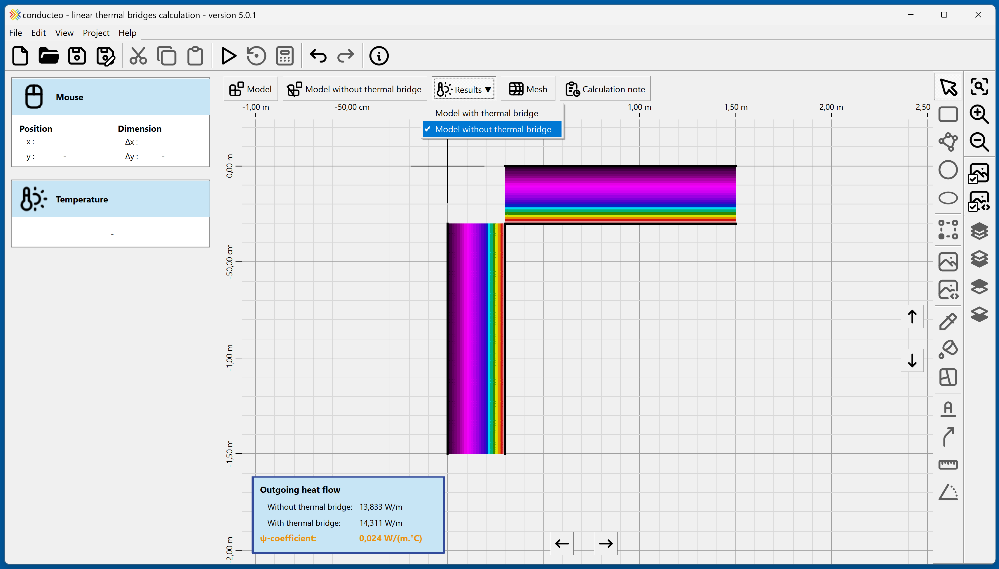 conducteo - linear thermal bridges calculation - version 5.0.1
File Edit View Project Help
Mouse
Position Dimension
x : - Δx : -
y : - Δy : -
Temperature
-
Model Model without thermal bridge Results ▼ Mesh Calculation note
-1,00 m -50,00 cm 1,00 m 1,50 m 2,00 m 2,50
Model with thermal bridge
Model without thermal bridge
0,00 m
-50,00 cm
-1,00 m
-1,50 m
-2,00 m
Outgoing heat flow
Without thermal bridge: 13,833 W/m
With thermal bridge: 14,311 W/m
ψ-coefficient: 0,024 W/(m.°C)
A